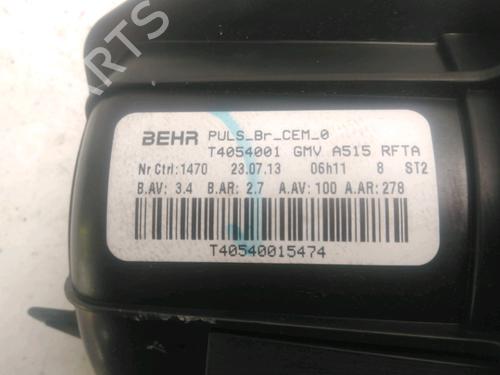 PARTS
BEHR PULS_Br_CEM_0
T4054001 GMV A515 RFTA
Nr Ctrl:1470 23.07.13 06h11 8 ST2
B.AV: 3.4 B.AR: 2.7 A.AV: 100 A.AR: 278
T40540015474